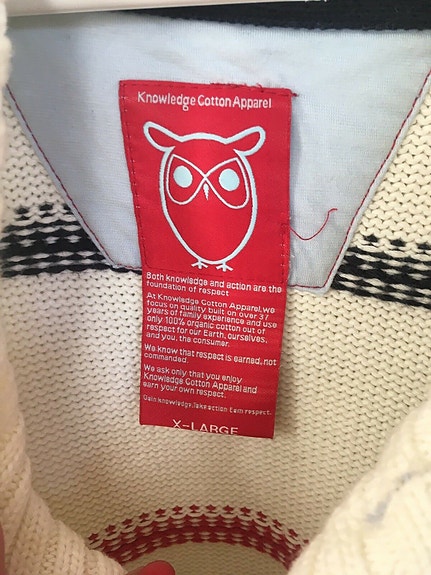 Knowledge Cotton Apparel
Both knowledge and action are the
foundation of respect
At Knowledge Cotton Apparel,we
focus on quality built on over 37
years of family experience and use
only 100% organic cotton out of
respect for our Earth, ourselves,
and you, the consumer.
We know that respect is earned, not
commanded.
We ask only that you enjoy
Knowledge Cotton Apparel and
earn your own respect.
Gain knowledge,take action Earn respect.
X-LARGE